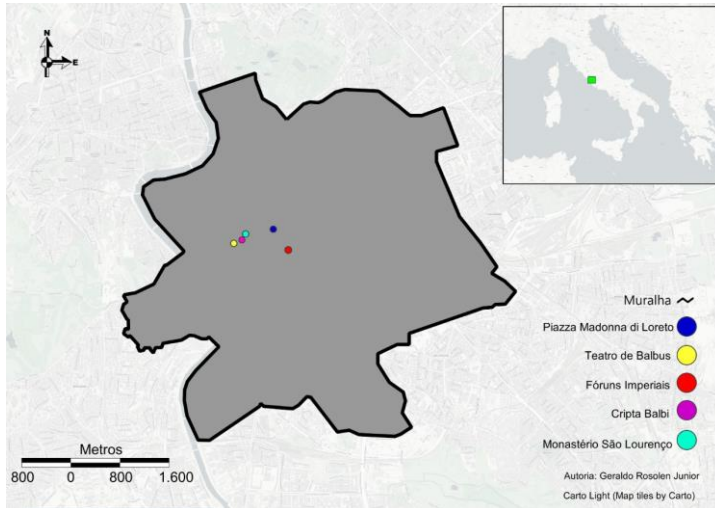 N
E
Muralha
Piazza Madonna di Loreto
Teatro de Balbus
Fóruns Imperiais
Cripta Balbi
Monastério São Lourenço
Metros
800 0 800 1.600
Autoria: Geraldo Rosolen Junior
Carto Light (Map tiles by Carto)